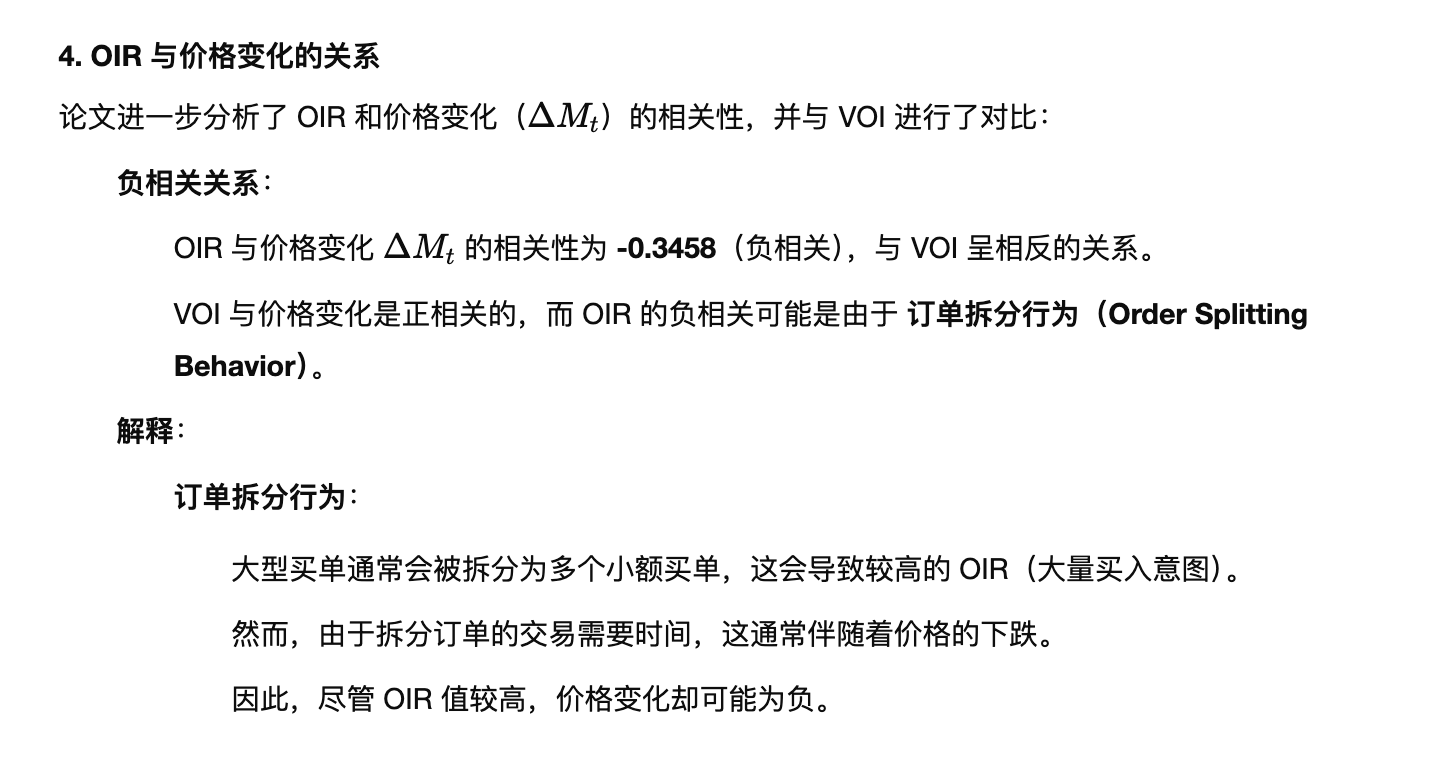 4. OIR 与价格变化的关系
论文进一步分析了 OIR 和价格变化（ΔMt）的相关性，并与 VOI 进行了对比：
负相关关系：
OIR 与价格变化 ΔMt 的相关性为 -0.3458（负相关），与 VOI 呈相反的关系。
VOI 与价格变化是正相关的，而 OIR 的负相关可能是由于 订单拆分行为（Order Splitting
Behavior）。
解释：
订单拆分行为：
大型买单通常会被拆分为多个小额买单，这会导致较高的 OIR（大量买入意图）。
然而，由于拆分订单的交易需要时间，这通常伴随着价格的下跌。
因此，尽管 OIR 值较高，价格变化却可能为负。